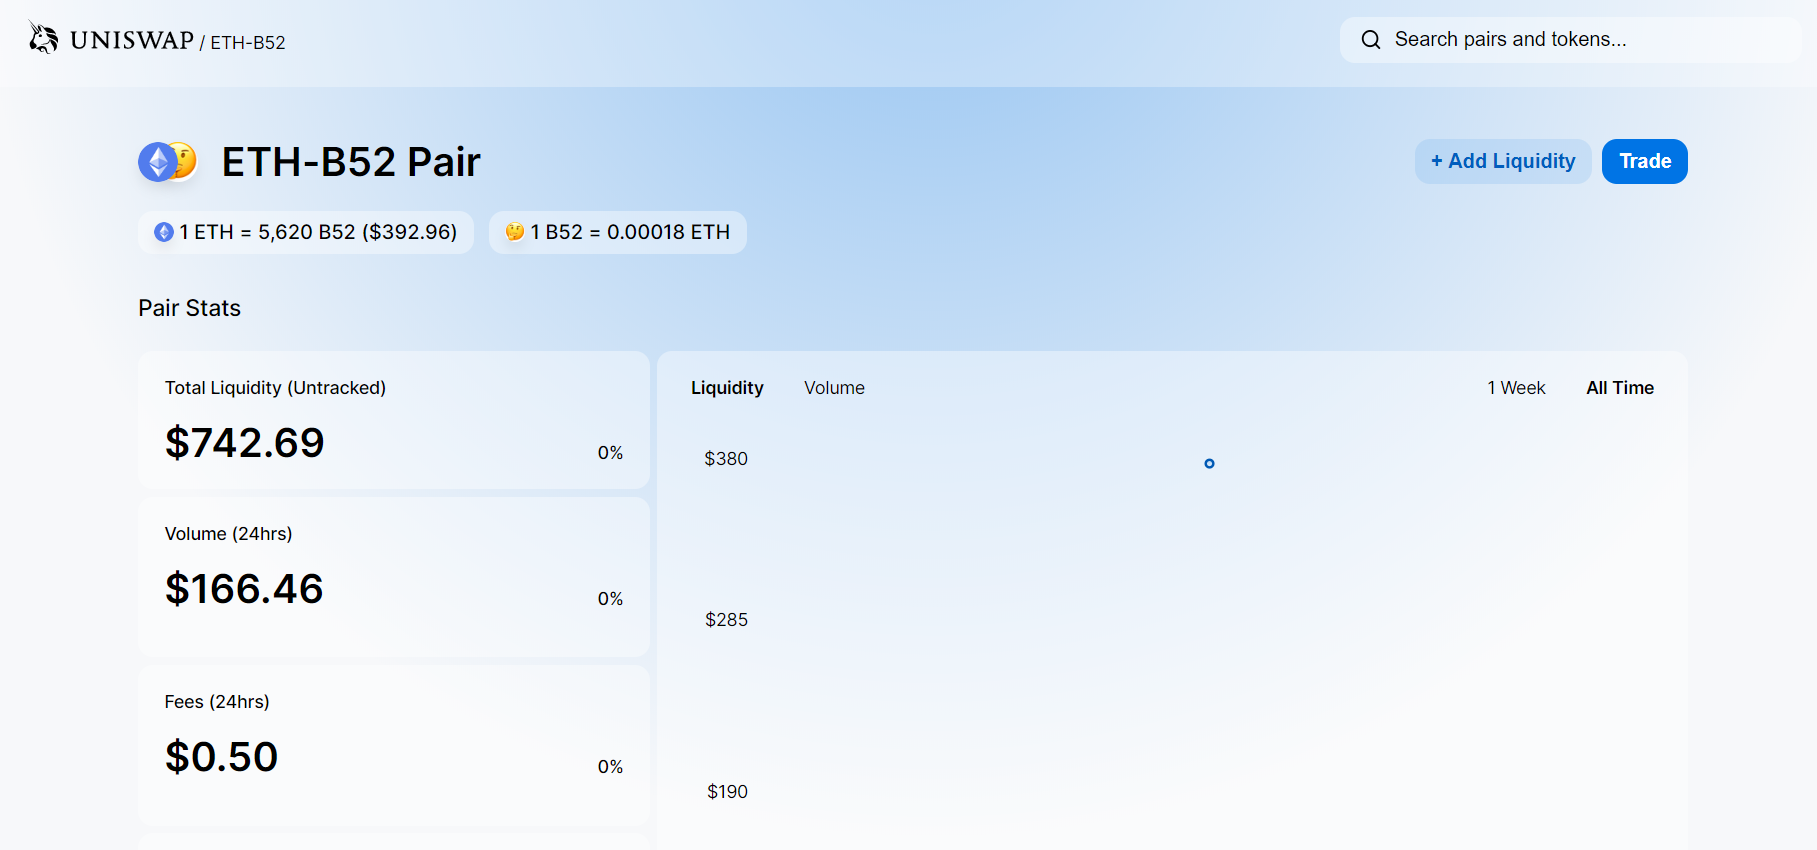 UNISWAP / ETH-B52
Search pairs and tokens...
ETH-B52 Pair
+ Add Liquidity
Trade
1 ETH = 5,620 B52 ($392.96)
1 B52 = 0.00018 ETH
Pair Stats
Total Liquidity (Untracked)
$742.69
0%
Volume (24hrs)
$166.46
0%
Fees (24hrs)
$0.50
0%
Liquidity
Volume
1 Week
All Time
$380
$285
$190